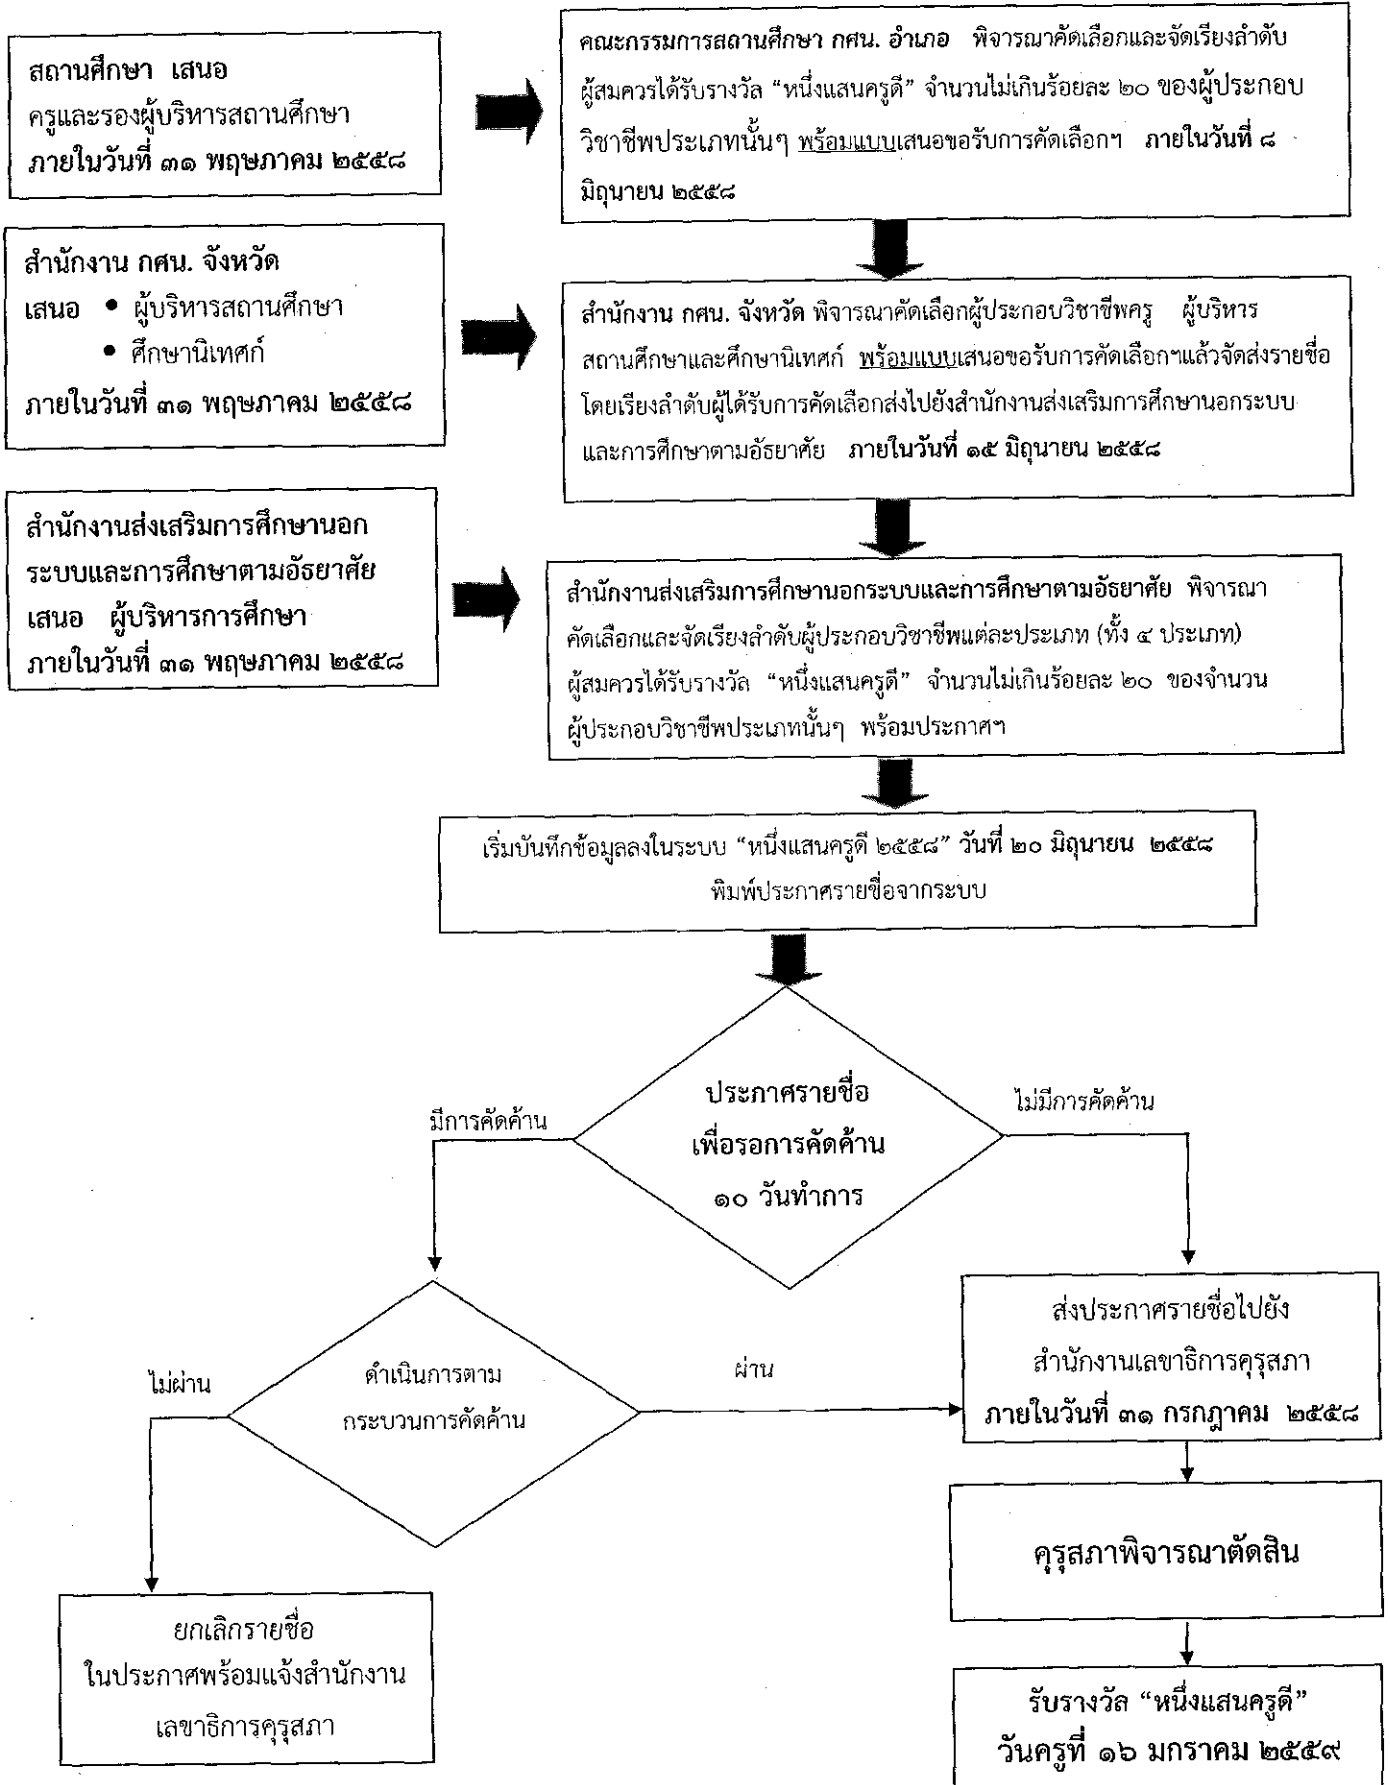 สถานศึกษา เสนอ
ครูและรองผู้บริหารสถานศึกษา
ภายในวันที่ ๓๑ พฤษภาคม ๒๕๕๘
คณะกรรมการสถานศึกษา กศน. อำเภอ พิจารณาคัดเลือกและจัดเรียงลำดับ
ผู้สมควรได้รับรางวัล “หนึ่งแสนครูดี” จำนวนไม่เกินร้อยละ ๒๐ ของผู้ประกอบ
วิชาชีพประเภทนั้นๆ พร้อมแบบเสนอขอรับการคัดเลือกฯ ภายในวันที่ ๘
มิถุนายน ๒๕๕๘
สำนักงาน กศน. จังหวัด
เสนอ • ผู้บริหารสถานศึกษา
• ศึกษานิเทศก์
ภายในวันที่ ๓๑ พฤษภาคม ๒๕๕๘
สำนักงาน กศน. จังหวัด พิจารณาคัดเลือกผู้ประกอบวิชาชีพครู ผู้บริหาร
สถานศึกษาและศึกษานิเทศก์ พร้อมแบบเสนอขอรับการคัดเลือกฯแล้วจัดส่งรายชื่อ
โดยเรียงลำดับผู้ได้รับการคัดเลือกส่งไปยังสำนักงานส่งเสริมการศึกษานอกระบบ
และการศึกษาตามอัธยาศัย ภายในวันที่ ๑๕ มิถุนายน ๒๕๕๘
สำนักงานส่งเสริมการศึกษานอก
ระบบและการศึกษาตามอัธยาศัย
เสนอ ผู้บริหารการศึกษา
ภายในวันที่ ๓๑ พฤษภาคม ๒๕๕๘
สำนักงานส่งเสริมการศึกษานอกระบบและการศึกษาตามอัธยาศัย พิจารณา
คัดเลือกและจัดเรียงลำดับผู้ประกอบวิชาชีพแต่ละประเภท (ทั้ง ๔ ประเภท)
ผู้สมควรได้รับรางวัล “หนึ่งแสนครูดี” จำนวนไม่เกินร้อยละ ๒๐ ของจำนวน
ผู้ประกอบวิชาชีพประเภทนั้นๆ พร้อมประกาศฯ
เริ่มบันทึกข้อมูลลงในระบบ “หนึ่งแสนครูดี ๒๕๕๘” วันที่ ๒๐ มิถุนายน ๒๕๕๘
พิมพ์ประกาศรายชื่อจากระบบ
ประกาศรายชื่อ
เพื่อรอการคัดค้าน
๑๐ วันทำการ
มีการคัดค้าน
ไม่มีการคัดค้าน
ส่งประกาศรายชื่อไปยัง
สำนักงานเลขาธิการคุรุสภา
ภายในวันที่ ๓๑ กรกฎาคม ๒๕๕๘
ไม่ผ่าน
ดำเนินการตาม
กระบวนการคัดค้าน
ผ่าน
คุรุสภาพิจารณาตัดสิน
ยกเลิกรายชื่อ
ในประกาศพร้อมแจ้งสำนักงาน
เลขาธิการคุรุสภา
รับรางวัล “หนึ่งแสนครูดี”
วันครูที่ ๑๖ มกราคม ๒๕๕๙